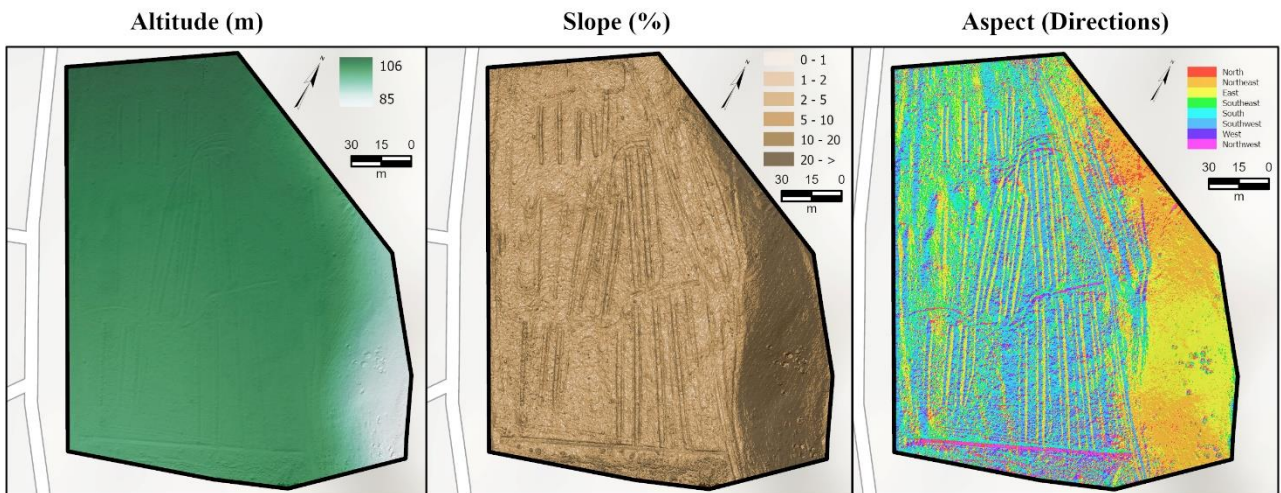 Altitude (m)
N
106
85
30 15 0
m
Slope (%)
N
0 - 1
1 - 2
2 - 5
5 - 10
10 - 20
20 - >
30 15 0
m
Aspect (Directions)
N
North
Northeast
East
Southeast
South
Southwest
West
Northwest
30 15 0
m